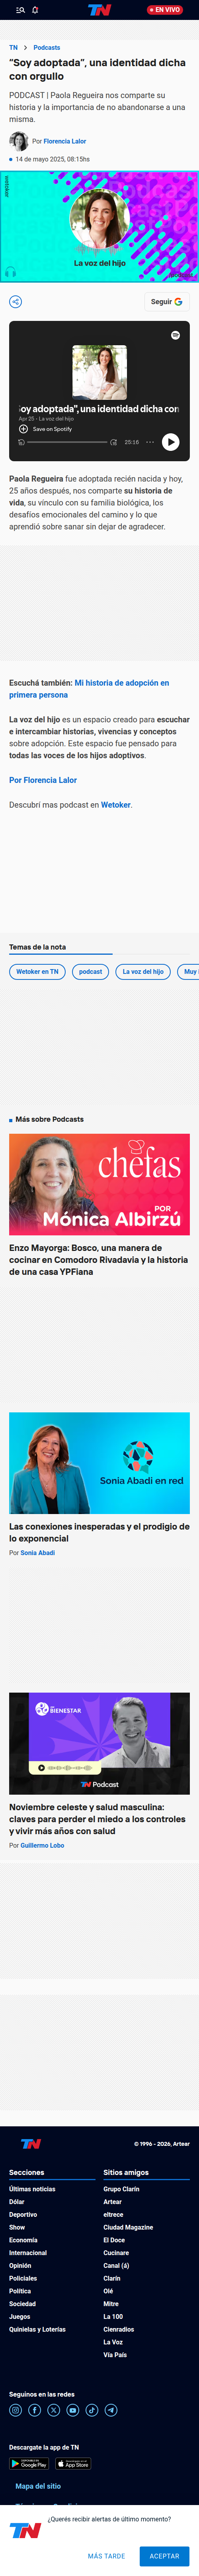 TN
EN VIVO
TN > Podcasts
“Soy adoptada”, una identidad dicha con orgullo
PODCAST | Paola Regueira nos comparte su historia y la importancia de no abandonarse a una misma.
Por Florencia Lalor
14 de mayo 2025, 08:15hs
wetoker
La voz del hijo
Seguir
oy adoptada", una identidad dicha con
Apr 25 · La voz del hijo
Save on Spotify
25:16
Paola Regueira fue adoptada recién nacida y hoy, 25 años después, nos comparte su historia de vida, su vínculo con su familia biológica, los desafíos emocionales del camino y lo que aprendió sobre sanar sin dejar de agradecer.
Escuchá también: Mi historia de adopción en primera persona
La voz del hijo es un espacio creado para escuchar e intercambiar historias, vivencias y conceptos sobre adopción. Este espacio fue pensado para todas las voces de los hijos adoptivos.
Por Florencia Lalor
Descubrí mas podcast en Wetoker.
Temas de la nota
Wetoker en TN
podcast
La voz del hijo
Muy
Más sobre Podcasts
chefas
POR
Mónica Albirzú
Enzo Mayorga: Bosco, una manera de cocinar en Comodoro Rivadavia y la historia de una casa YPFiana
Sonia Abadi en red
Las conexiones inesperadas y el prodigio de lo exponencial
Por Sonia Abadi
BIENESTAR
TN Podcast
Noviembre celeste y salud masculina: claves para perder el miedo a los controles y vivir más años con salud
Por Guillermo Lobo
TN
© 1996 - 2026, Artear
Secciones
Últimas noticias
Dólar
Deportivo
Show
Economía
Internacional
Opinión
Policiales
Política
Sociedad
Juegos
Quinielas y Loterías
Sitios amigos
Grupo Clarín
Artear
eltrece
Ciudad Magazine
El Doce
Cucinare
Canal (á)
Clarín
Olé
Mitre
La 100
Cienradios
La Voz
Vía País
Seguinos en las redes
Descargate la app de TN
Google Play
App Store
Mapa del sitio
TN
¿Querés recibir alertas de último momento?
MÁS TARDE
ACEPTAR